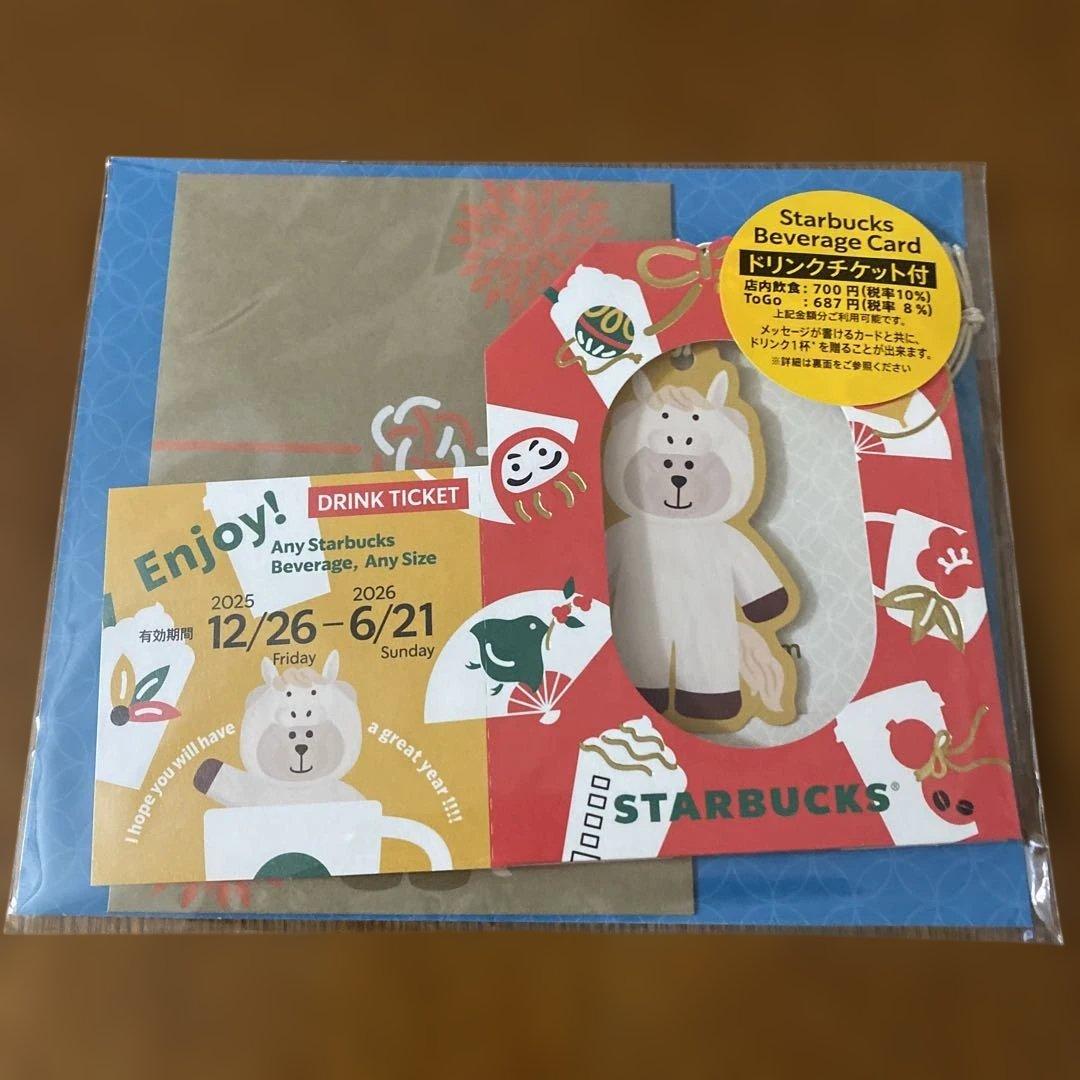 Starbucks
Beverage Card
ドリンクチケット付
店内飲食：700円(税率10%)
ToGo ：687円(税率 8%)
上記金額分ご利用可能です。
メッセージが書けるカードと共に、
ドリンク1杯*を贈ることが出来ます。
※詳細は裏面をご参照ください
Enjoy!
DRINK TICKET
Any Starbucks
Beverage, Any Size
有効期間
2025
12/26
Friday
–
2026
6/21
Sunday
I hope you will have
a great year !!!!
STARBUCKS®